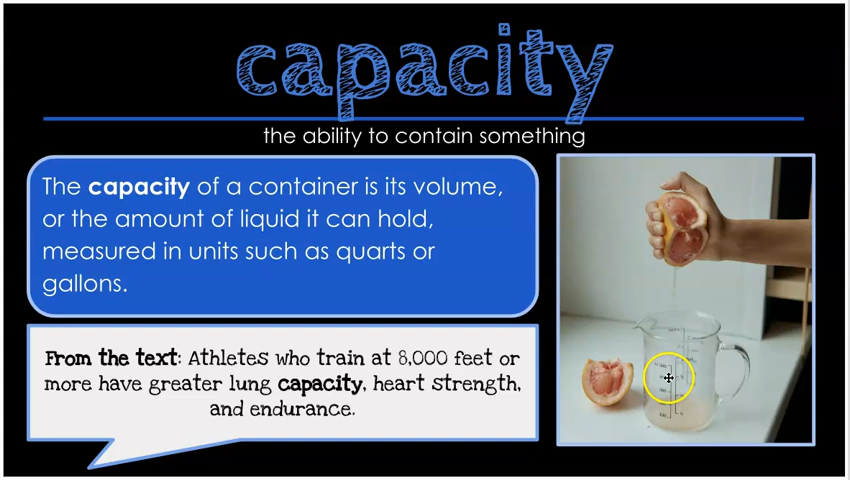 capacity
the ability to contain something
The capacity of a container is its volume,
or the amount of liquid it can hold,
measured in units such as quarts or
gallons.
From the text: Athletes who train at 8,000 feet or
more have greater lung capacity, heart strength,
and endurance.